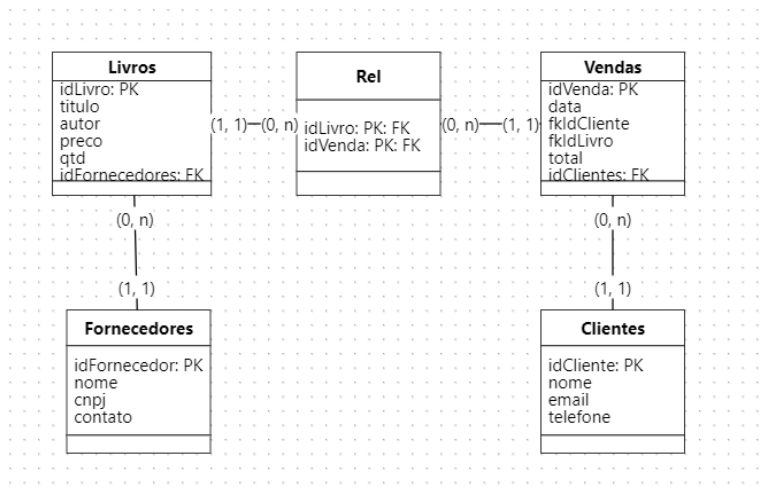 Livros
idLivro: PK
titulo
autor
preco
qtd
idFornecedores: FK
(1, 1)
(0, n)
Rel
idLivro: PK: FK
idVenda: PK: FK
(0, n)
(1, 1)
Vendas
idVenda: PK
data
fkIdCliente
fkIdLivro
total
idClientes: FK
(0, n)
(1, 1)
Fornecedores
idFornecedor: PK
nome
cnpj
contato
(0, n)
(1, 1)
Clientes
idCliente: PK
nome
email
telefone